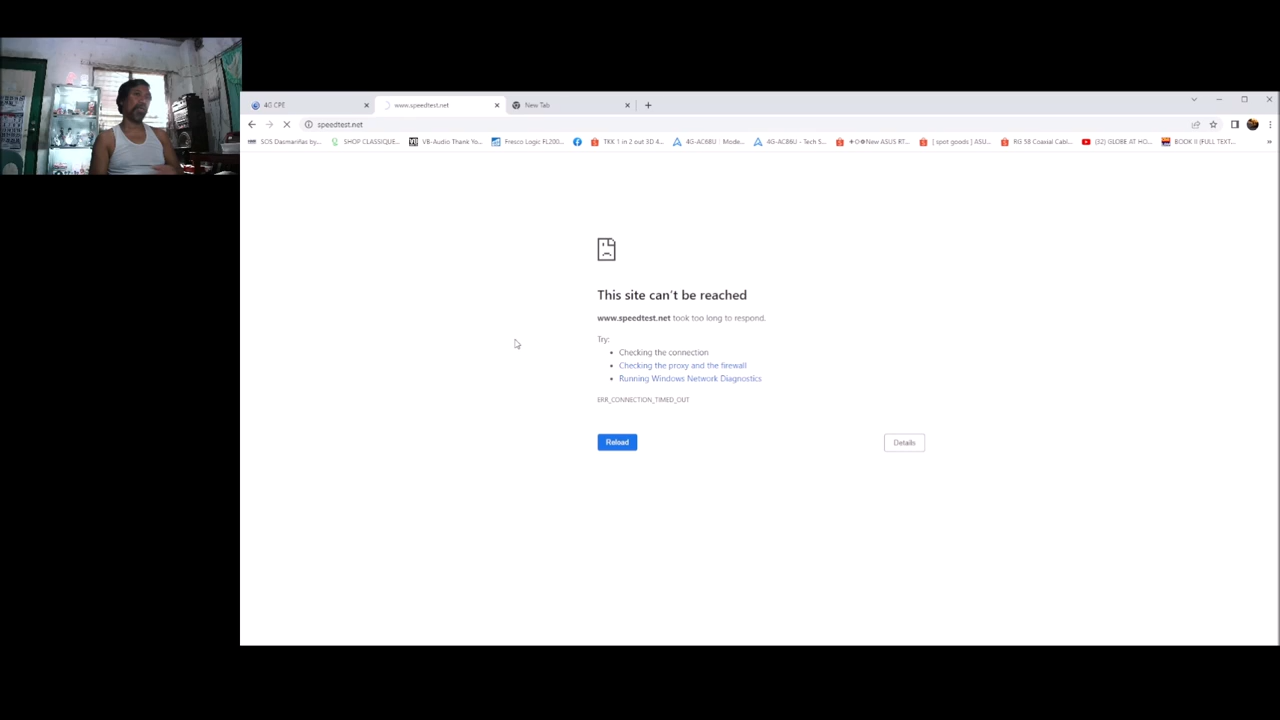 4G CPE
www.speedtest.net
New Tab
speedtest.net
SOS Dasmariñas by...
SHOP CLASSIQUE...
VB-Audio Thank Yo...
Fresco Logic FL200...
TKK 1 in 2 out 3D 4...
4G-AC68U : Mode...
4G-AC86U - Tech S...
New ASUS RT...
[ spot goods ] ASU...
RG 58 Coaxial Cabl...
(32) GLOBE AT HO...
BOOK II (FULL TEXT...
This site can't be reached
www.speedtest.net took too long to respond.
Try:
• Checking the connection
• Checking the proxy and the firewall
• Running Windows Network Diagnostics
ERR_CONNECTION_TIMED_OUT
Reload
Details